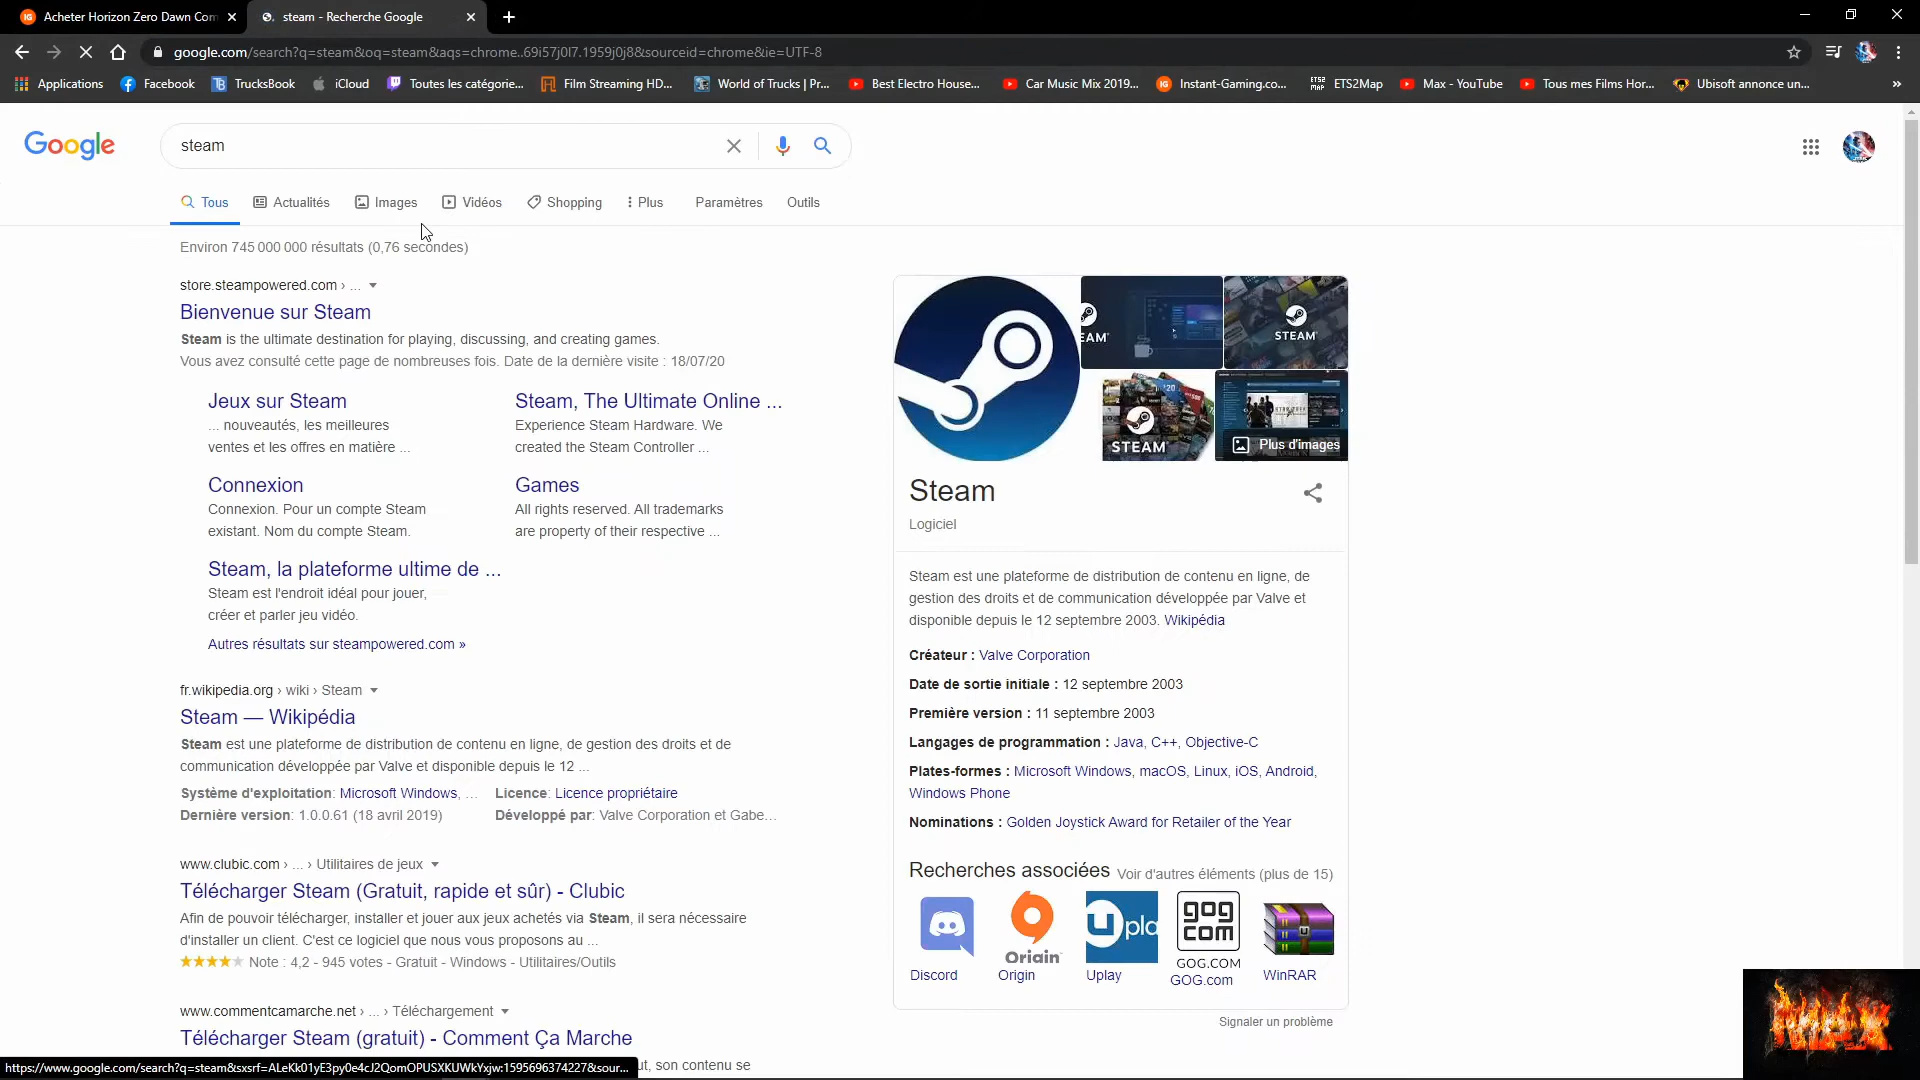 Acheter Horizon Zero Dawn Com
steam - Recherche Google
google.com/search?q=steam&oq=steam&aqs=chrome..69i57j0l7.1959j0j8&sourceid=chrome&ie=UTF-8
Applications
Facebook
TrucksBook
iCloud
Toutes les catégorie...
Film Streaming HD...
World of Trucks | Pr...
Best Electro House...
Car Music Mix 2019...
Instant-Gaming.co...
ETS2Map
Max - YouTube
Tous mes Films Hor...
Ubisoft annonce un...
»
Google
steam
Tous
Actualités
Images
Vidéos
Shopping
Plus
Paramètres
Outils
Environ 745 000 000 résultats (0,76 secondes)
store.steampowered.com › ...
Bienvenue sur Steam
Steam is the ultimate destination for playing, discussing, and creating games.
Vous avez consulté cette page de nombreuses fois. Date de la dernière visite : 18/07/20
Jeux sur Steam
... nouveautés, les meilleures
ventes et les offres en matière ...
Steam, The Ultimate Online ...
Experience Steam Hardware. We
created the Steam Controller ...
Connexion
Connexion. Pour un compte Steam
existant. Nom du compte Steam.
Games
All rights reserved. All trademarks
are property of their respective ...
Steam, la plateforme ultime de ...
Steam est l'endroit idéal pour jouer,
créer et parler jeu vidéo.
Autres résultats sur steampowered.com »
fr.wikipedia.org › wiki › Steam
Steam — Wikipédia
Steam est une plateforme de distribution de contenu en ligne, de gestion des droits et de
communication développée par Valve et disponible depuis le 12 ...
Système d'exploitation: Microsoft Windows, ...
Licence: Licence propriétaire
Dernière version: 1.0.0.61 (18 avril 2019)
Développé par: Valve Corporation et Gabe...
www.clubic.com › ... › Utilitaires de jeux
Télécharger Steam (Gratuit, rapide et sûr) - Clubic
Afin de pouvoir télécharger, installer et jouer aux jeux achetés via Steam, il sera nécessaire
d'installer un client. C'est ce logiciel que nous vous proposons au ...
Note : 4,2 - 945 votes - Gratuit - Windows - Utilitaires/Outils
www.commentcamarche.net › ... › Téléchargement
Télécharger Steam (gratuit) - Comment Ça Marche
ut, son contenu se
https://www.google.com/search?q=steam&sxsrf=ALeKk01yE3py0e4cJ2QomOPUSXKUWkYxjw:1595696374227&sour...
EAM
STEAM
STEAM
Plus d'images
Steam
Logiciel
Steam est une plateforme de distribution de contenu en ligne, de
gestion des droits et de communication développée par Valve et
disponible depuis le 12 septembre 2003. Wikipédia
Créateur : Valve Corporation
Date de sortie initiale : 12 septembre 2003
Première version : 11 septembre 2003
Langages de programmation : Java, C++, Objective-C
Plates-formes : Microsoft Windows, macOS, Linux, iOS, Android,
Windows Phone
Nominations : Golden Joystick Award for Retailer of the Year
Recherches associées
Voir d'autres éléments (plus de 15)
Origin
upla
gog
com
GOG.COM
Discord
Origin
Uplay
GOG.com
WinRAR
Signaler un problème